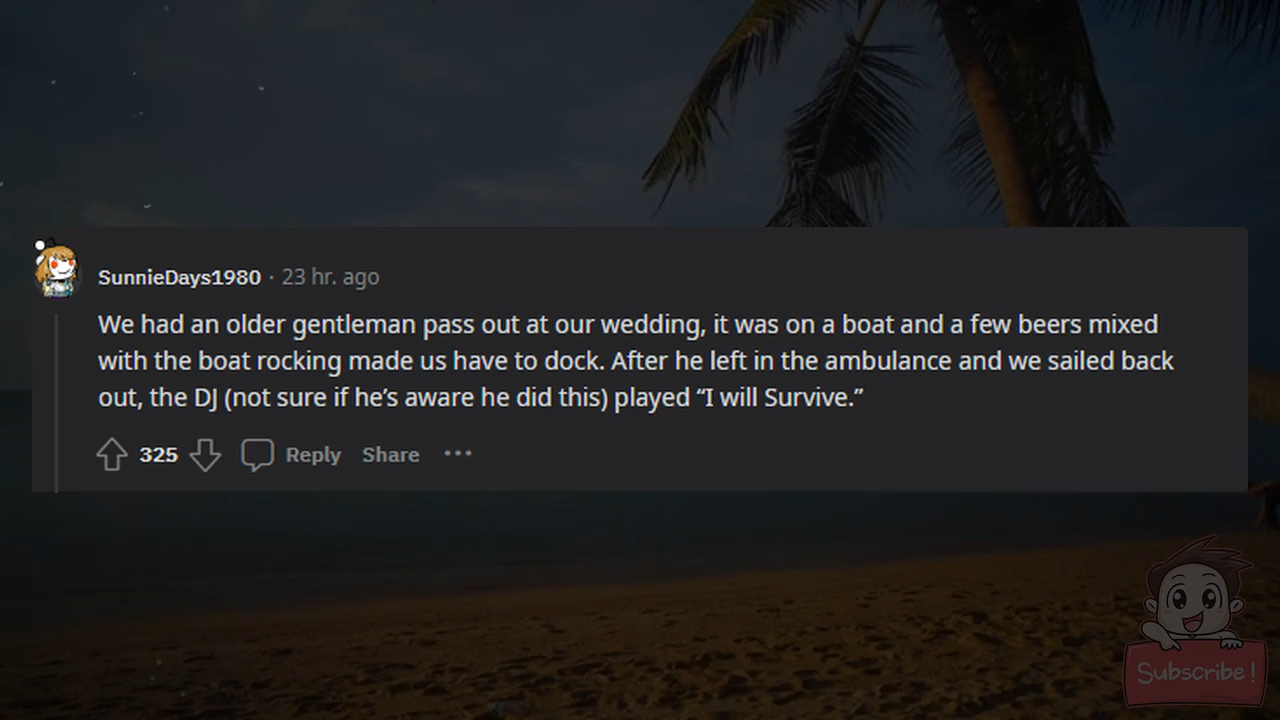 SunnieDays1980 · 23 hr. ago
We had an older gentleman pass out at our wedding, it was on a boat and a few beers mixed
with the boat rocking made us have to dock. After he left in the ambulance and we sailed back
out, the DJ (not sure if he’s aware he did this) played “I will Survive.”
325 Reply Share ···
Subscribe!